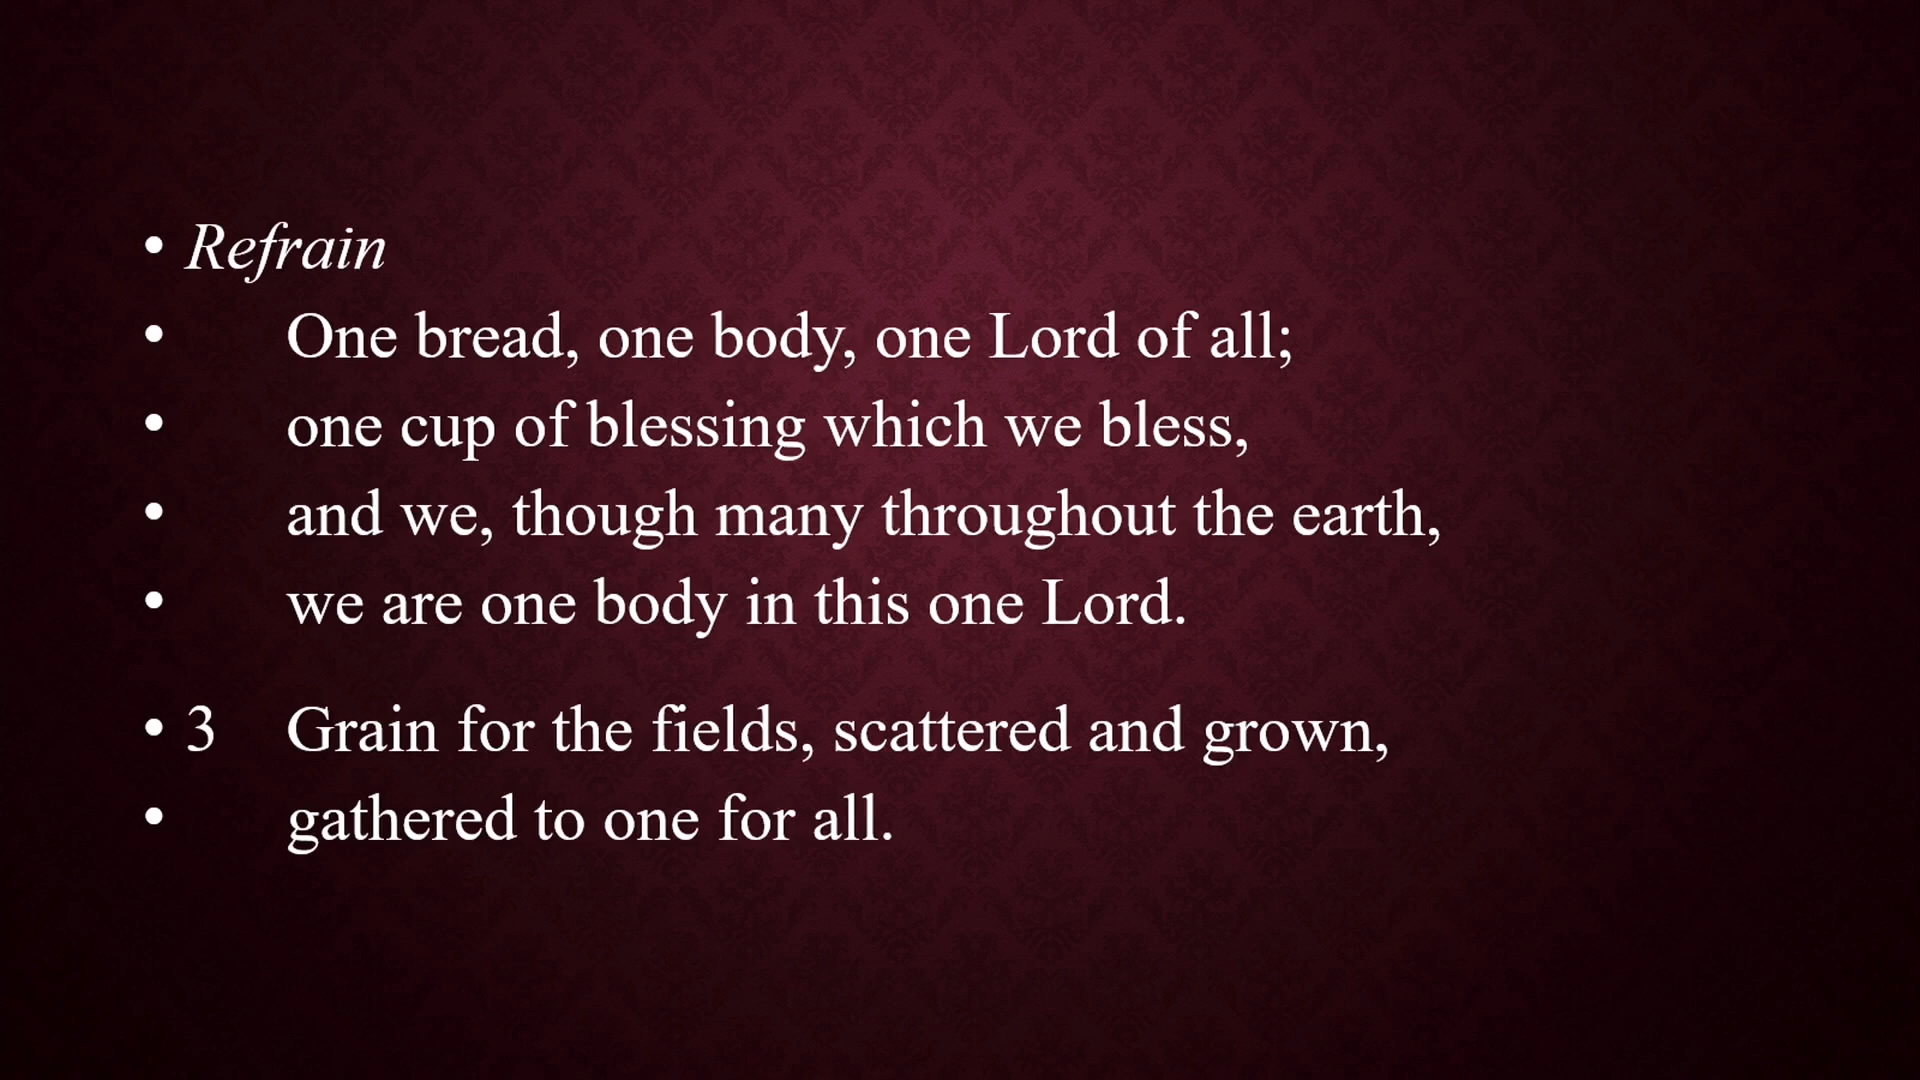 • Refrain
• One bread, one body, one Lord of all;
• one cup of blessing which we bless,
• and we, though many throughout the earth,
• we are one body in this one Lord.
• 3 Grain for the fields, scattered and grown,
• gathered to one for all.